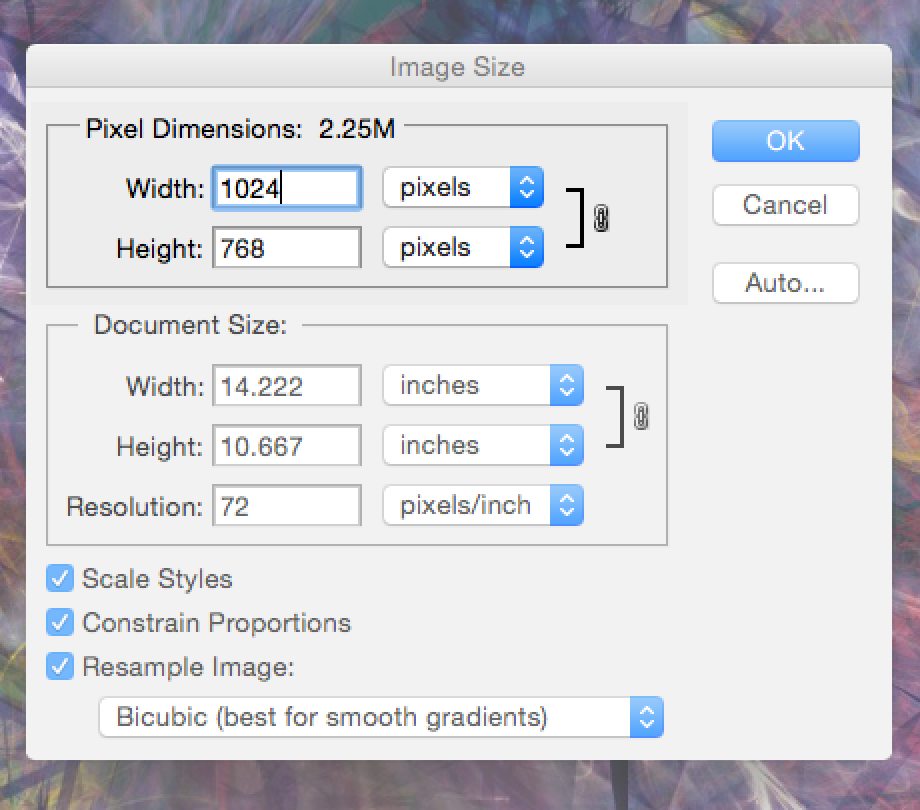 Image Size
Pixel Dimensions: 2.25M
OK
Width: 1024 pixels
Cancel
Height: 768 pixels
Auto...
Document Size:
Width: 14.222 inches
Height: 10.667 inches
Resolution: 72 pixels/inch
Scale Styles
Constrain Proportions
Resample Image:
Bicubic (best for smooth gradients)